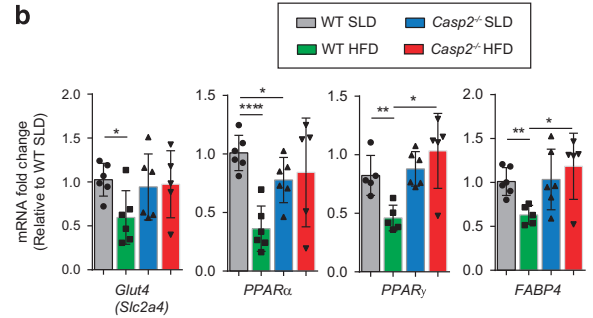 b
WT SLD
Casp2-/- SLD
WT HFD
Casp2-/- HFD
mRNA fold change
(Relative to WT SLD)
2.0
1.5
1.0
0.5
0.0
*
Glut4
(Slc2a4)
1.5
1.0
0.5
0.0
*
****
PPARα
1.5
1.0
0.5
0.0
**
*
PPARγ
2.0
1.5
1.0
0.5
0.0
**
*
FABP4